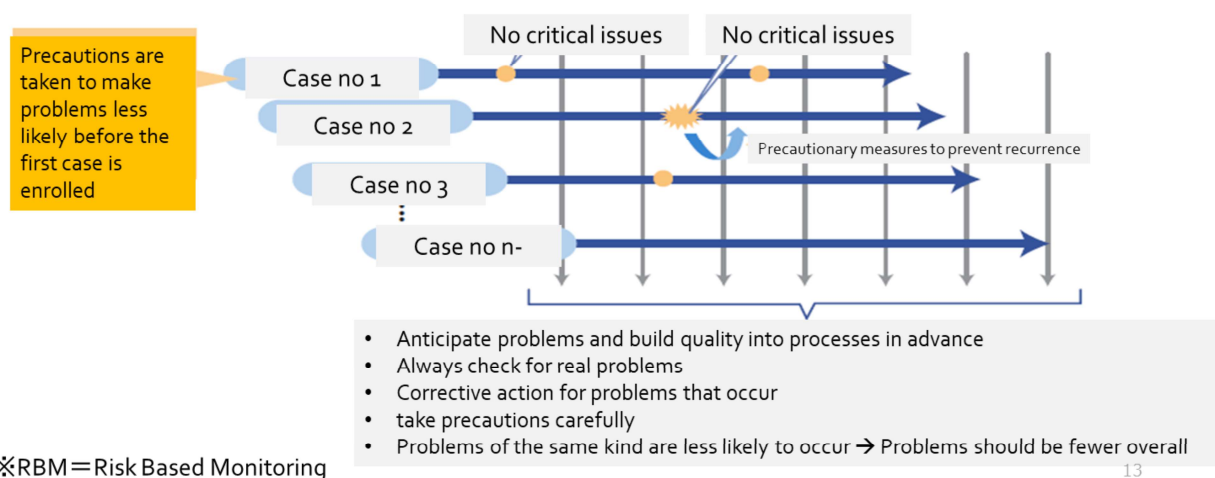 No critical issues
No critical issues
Precautions are
taken to make
problems less
likely before the
first case is
enrolled
Case no 1
Case no 2
Precautionary measures to prevent recurrence
Case no 3
Case no n-
• Anticipate problems and build quality into processes in advance
• Always check for real problems
• Corrective action for problems that occur
• take precautions carefully
• Problems of the same kind are less likely to occur → Problems should be fewer overall
※RBM＝Risk Based Monitoring
13